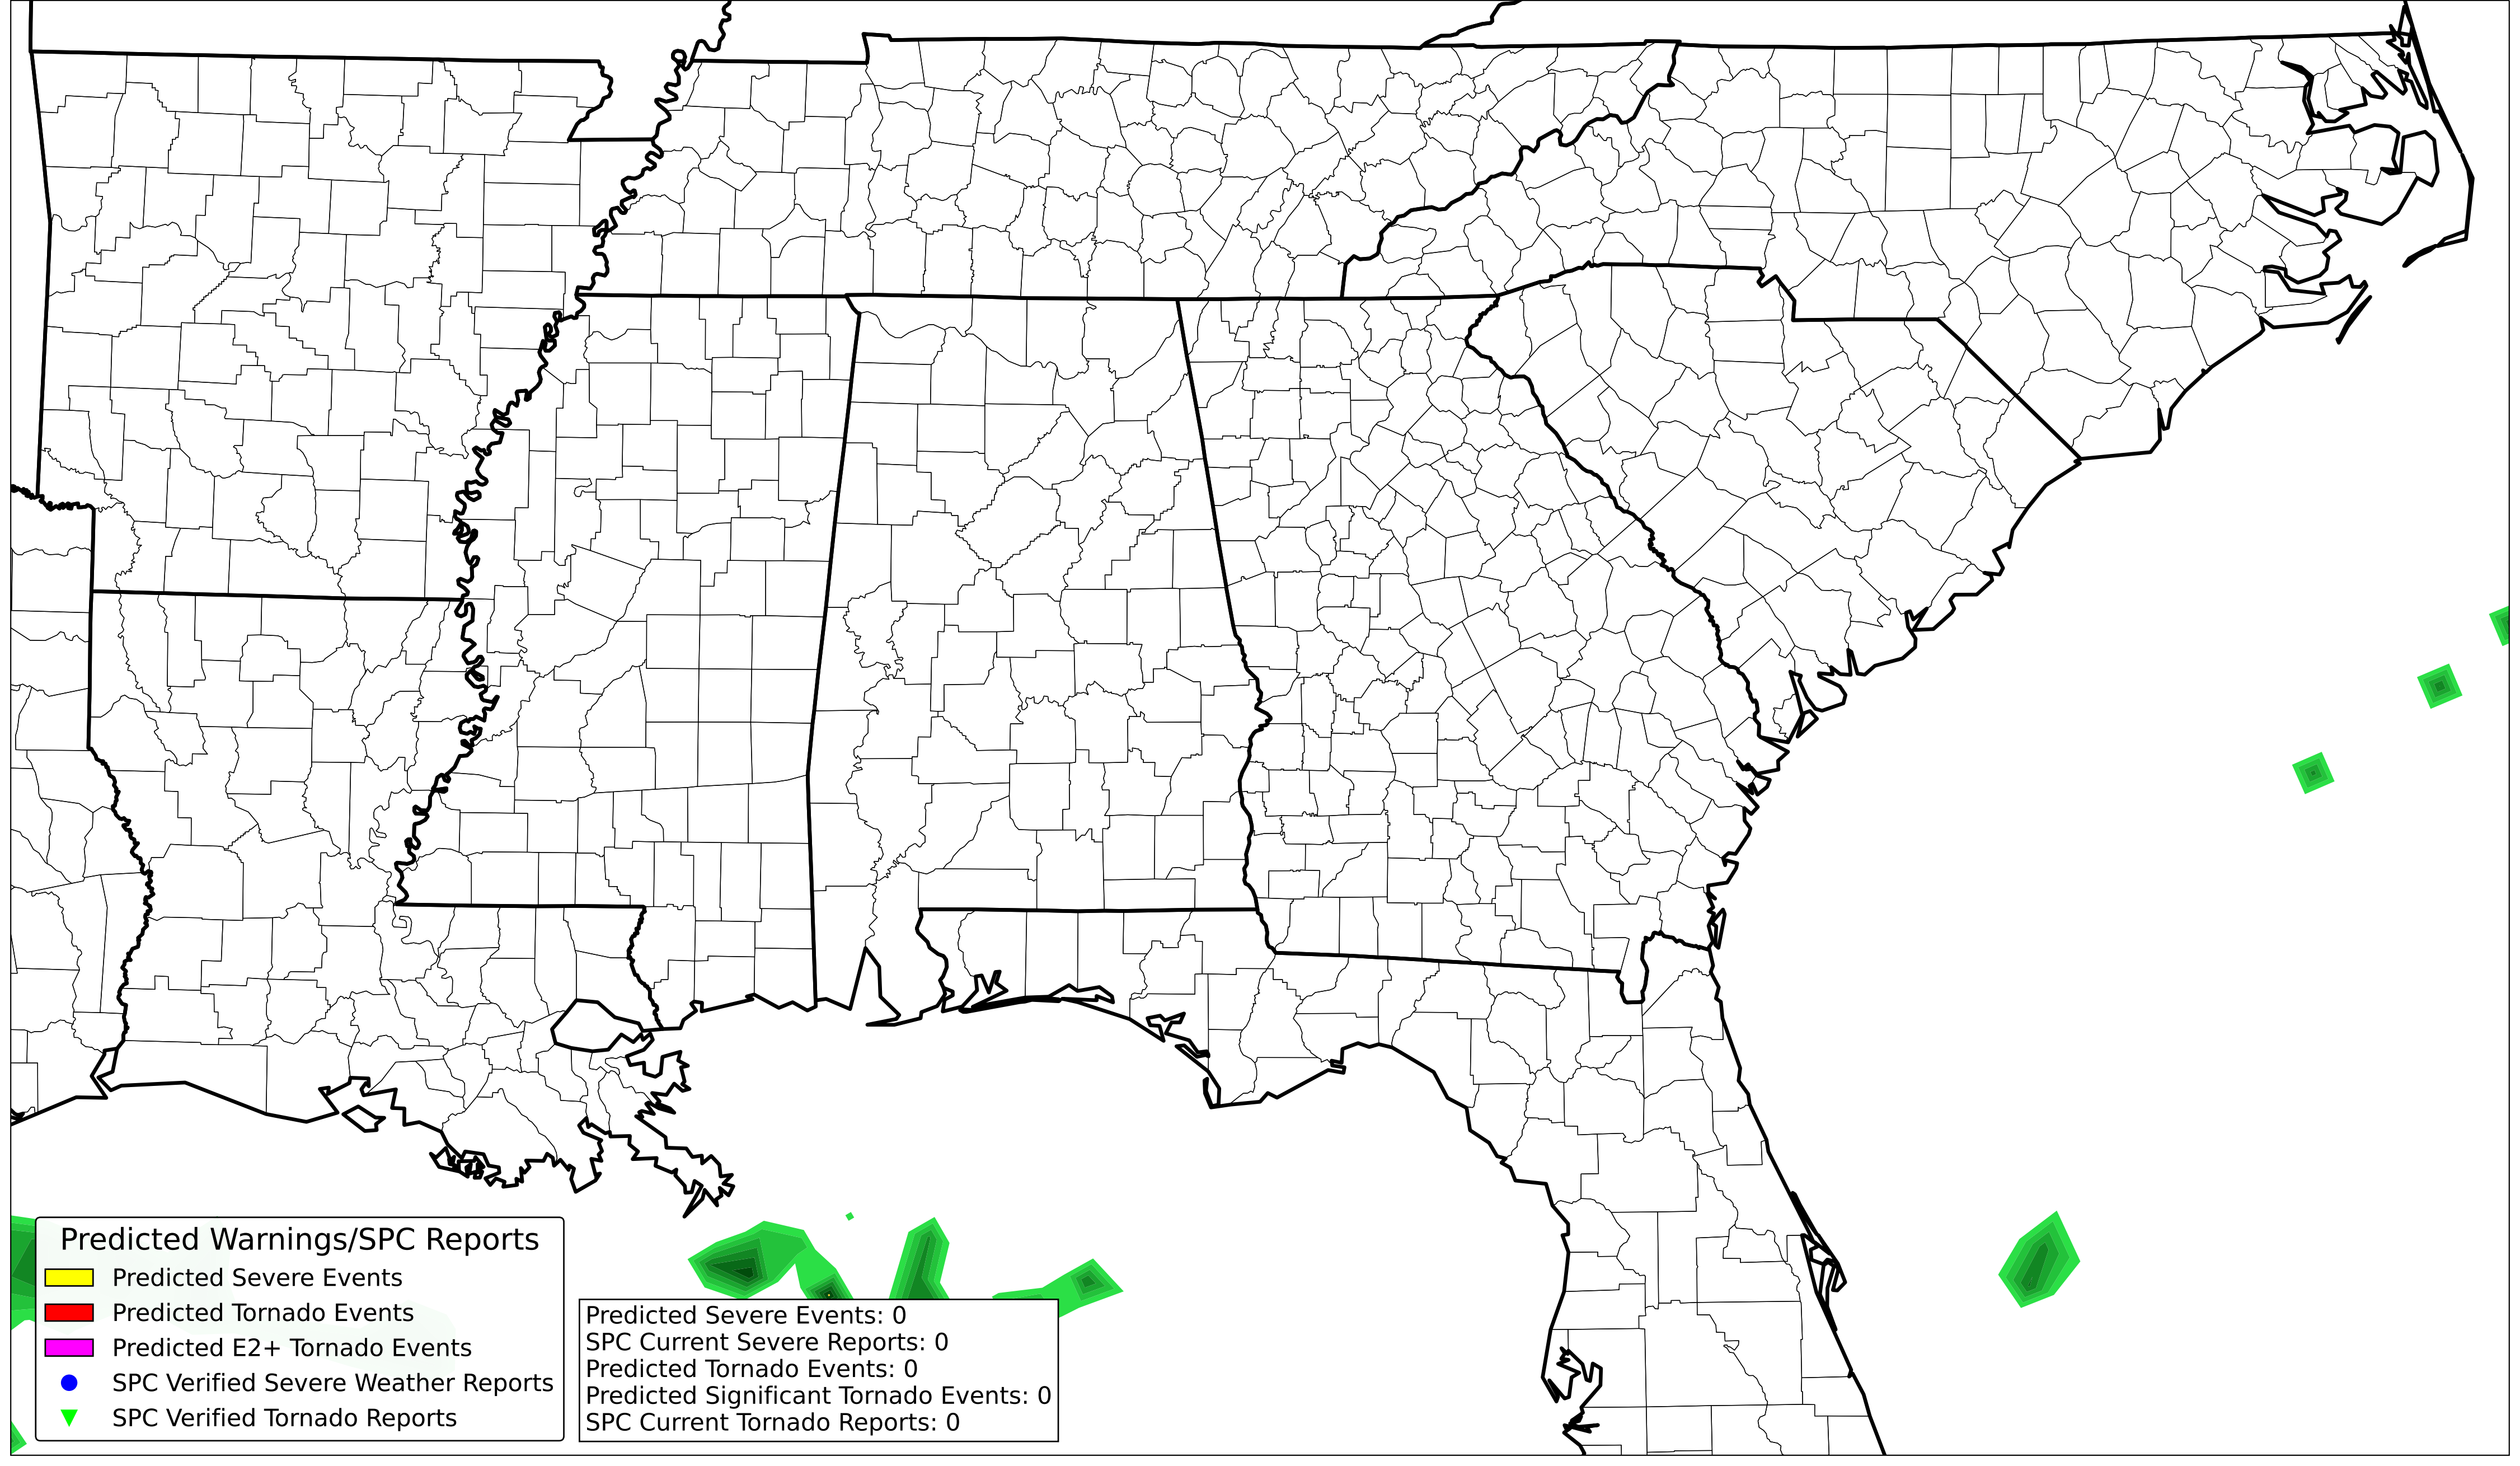 Predicted Warnings/SPC Reports
Predicted Severe Events
Predicted Tornado Events
Predicted E2+ Tornado Events
SPC Verified Severe Weather Reports
SPC Verified Tornado Reports
Predicted Severe Events: 0
SPC Current Severe Reports: 0
Predicted Tornado Events: 0
Predicted Significant Tornado Events: 0
SPC Current Tornado Reports: 0